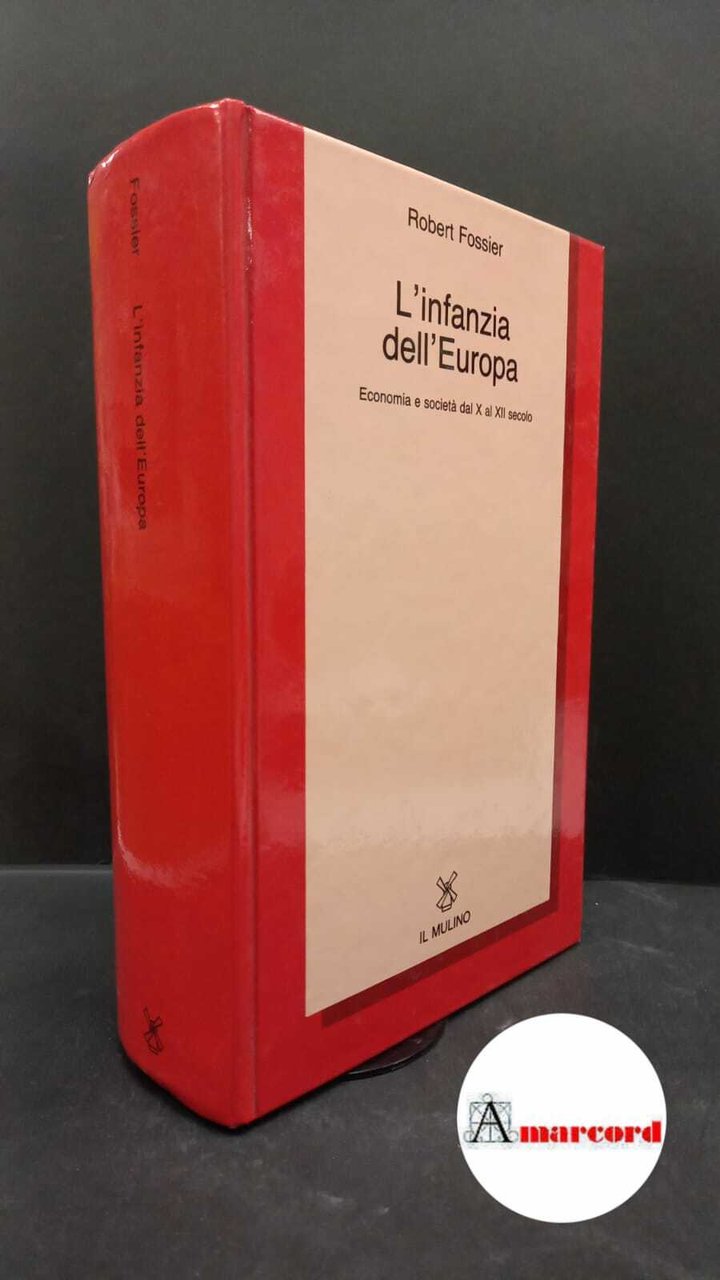 Fossier L'infanzia dell'Europa
Robert Fossier
L'infanzia
dell'Europa
Economia e società dal X al XII secolo
IL MULINO
Amarcord